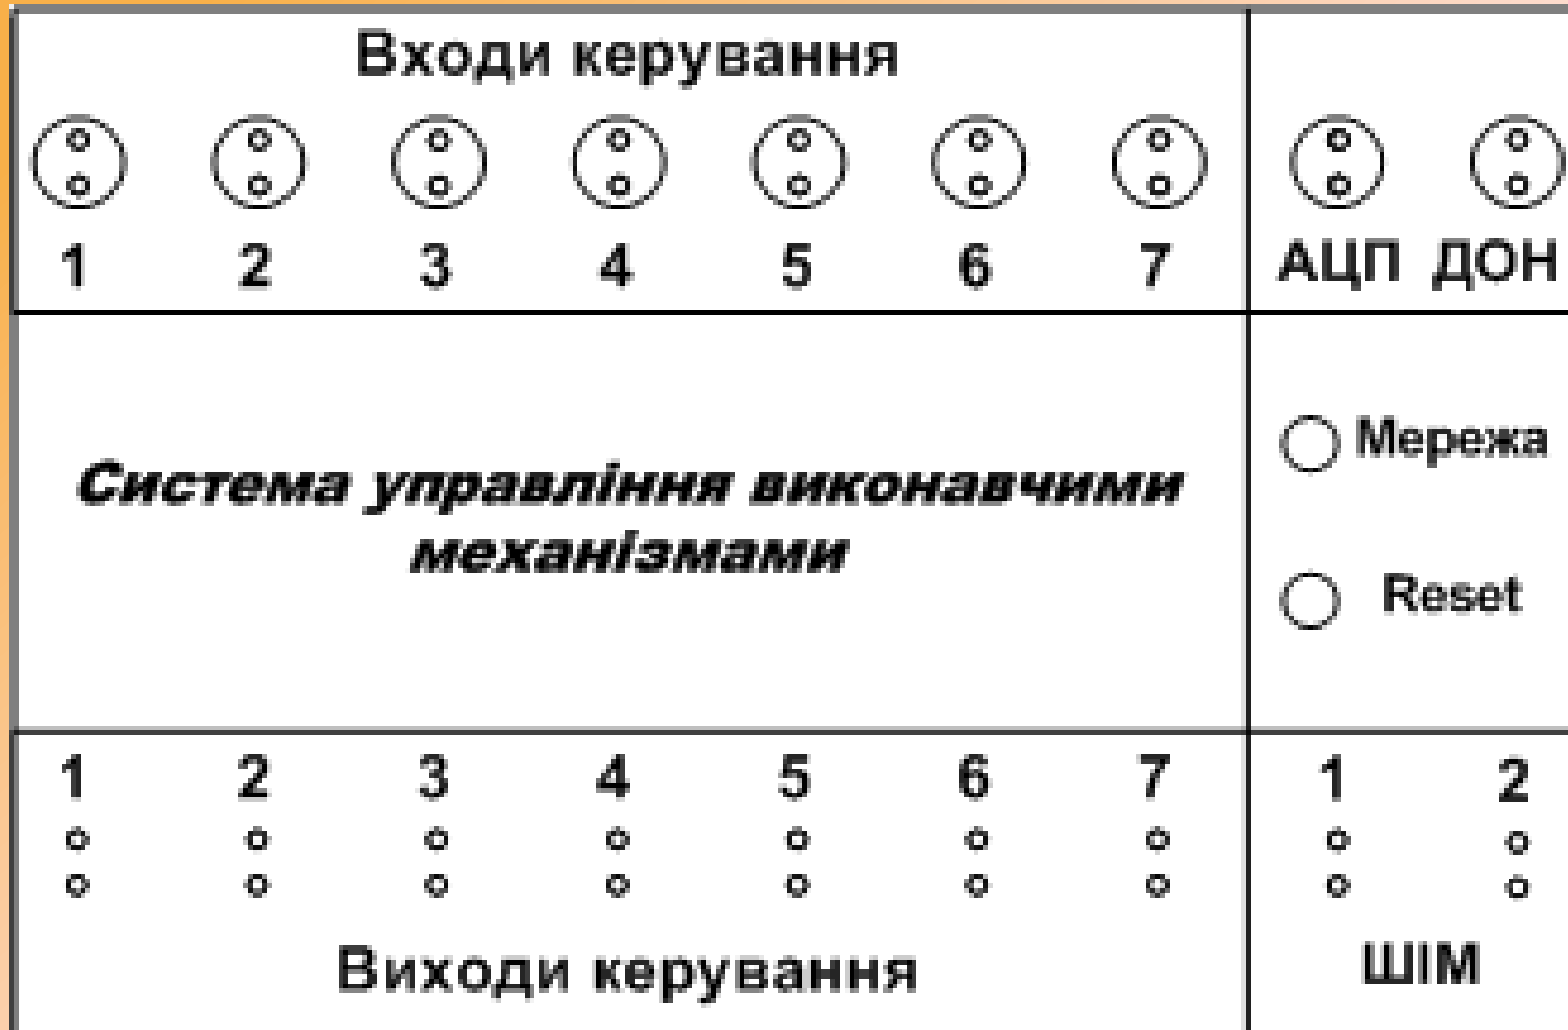 Входи керування
1 2 3 4 5 6 7
АЦП ДОН
Система управління виконавчими
механізмами
Мережа
Reset
1 2 3 4 5 6 7
Виходи керування
1 2
ШІМ